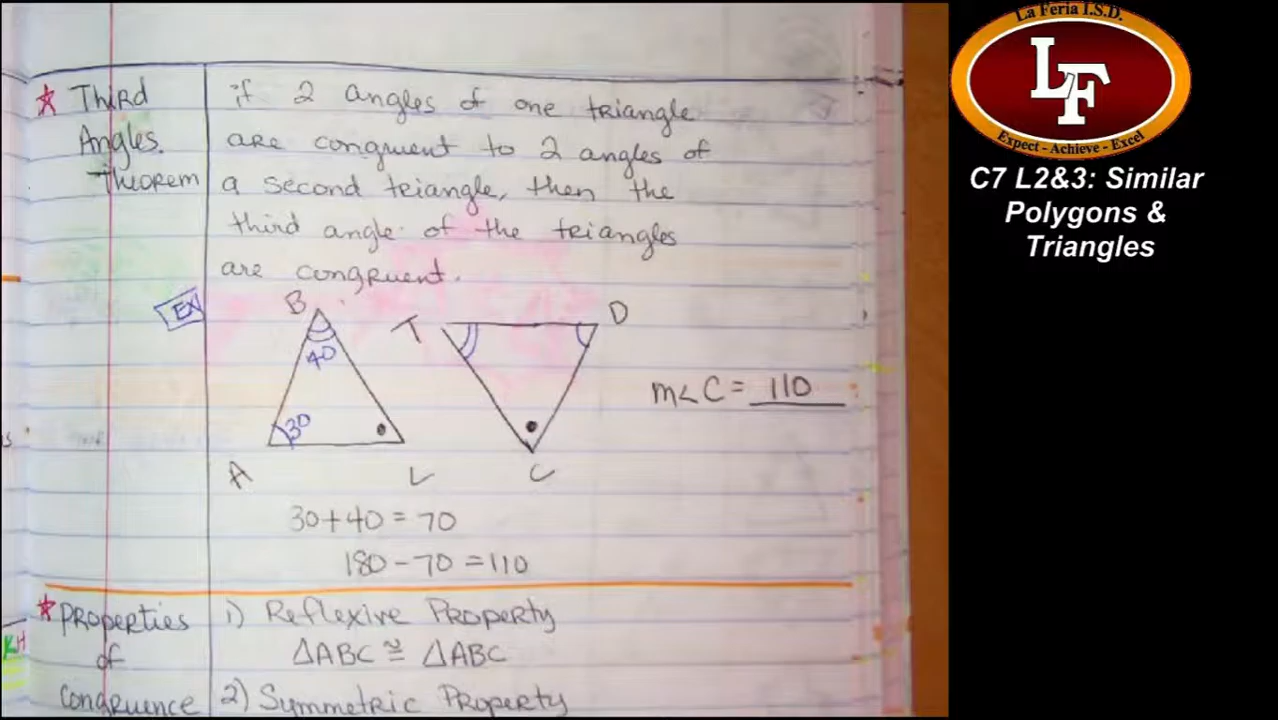 ★ Third Angles. Theorem
if 2 angles of one triangle
are congruent to 2 angles of
a second triangle, then the
third angle of the triangles
are congruent.
EX
B
T
D
40
30
m∠C = 110
A
L
C
30+40 = 70
180 - 70 = 110
★ Properties of congruence
1) Reflexive Property
△ABC ≅ △ABC
2) Symmetric Property
KH
La Feria I.S.D.
LF
Expect - Achieve - Excel
C7 L2&3: Similar
Polygons &
Triangles